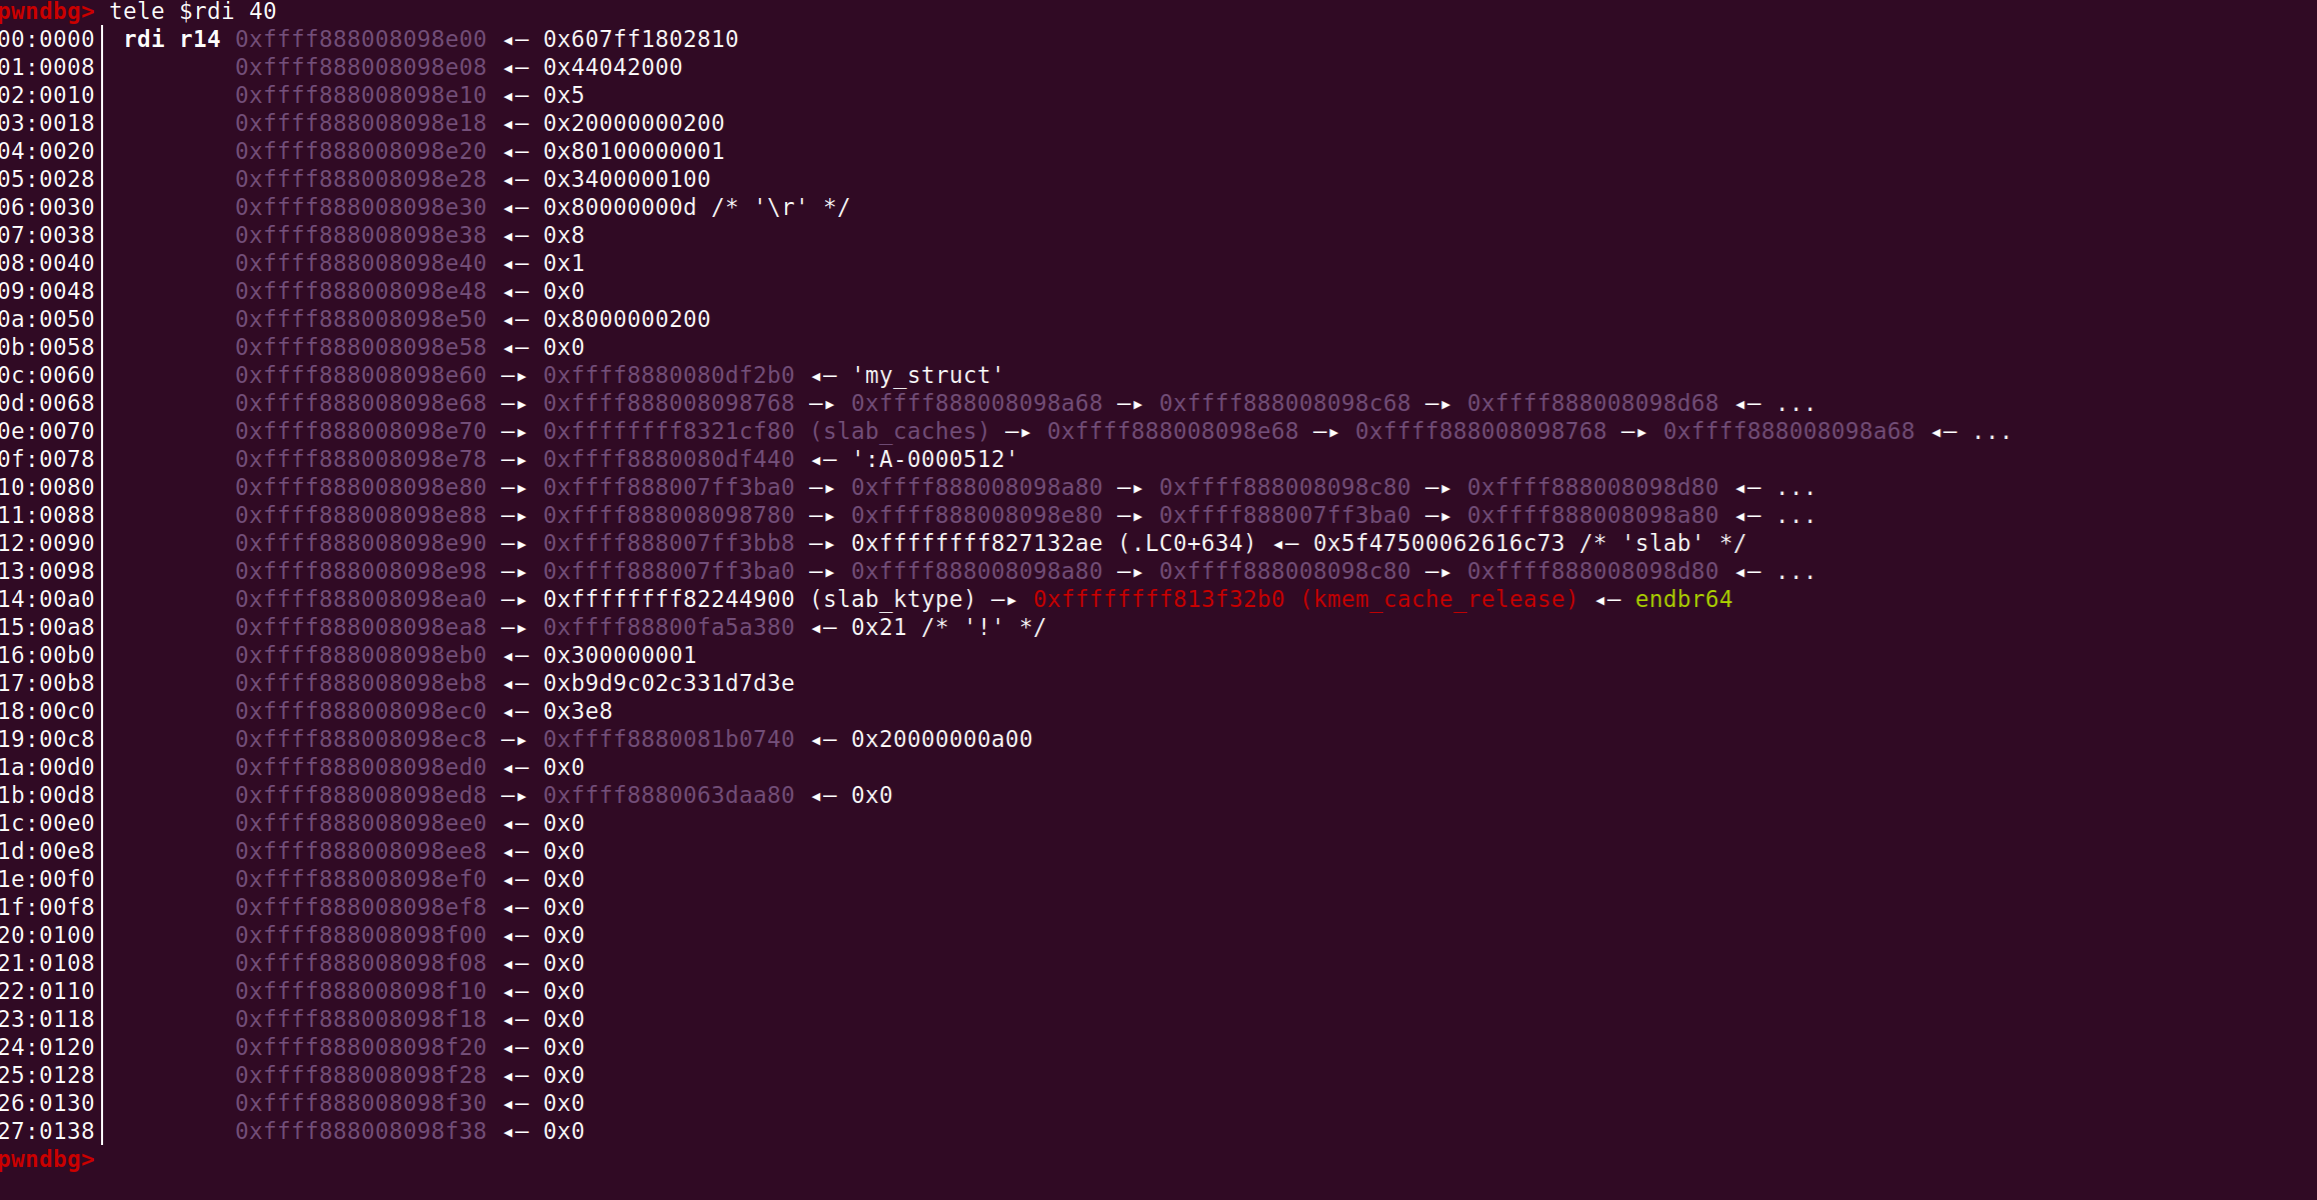 pwndbg> tele $rdi 40
00:0000│ rdi r14 0xffff888008098e00 ◂— 0x607ff1802810
01:0008│         0xffff888008098e08 ◂— 0x44042000
02:0010│         0xffff888008098e10 ◂— 0x5
03:0018│         0xffff888008098e18 ◂— 0x20000000200
04:0020│         0xffff888008098e20 ◂— 0x80100000001
05:0028│         0xffff888008098e28 ◂— 0x3400000100
06:0030│         0xffff888008098e30 ◂— 0x80000000d /* '\r' */
07:0038│         0xffff888008098e38 ◂— 0x8
08:0040│         0xffff888008098e40 ◂— 0x1
09:0048│         0xffff888008098e48 ◂— 0x0
0a:0050│         0xffff888008098e50 ◂— 0x8000000200
0b:0058│         0xffff888008098e58 ◂— 0x0
0c:0060│         0xffff888008098e60 —▸ 0xffff8880080df2b0 ◂— 'my_struct'
0d:0068│         0xffff888008098e68 —▸ 0xffff888008098768 —▸ 0xffff888008098a68 —▸ 0xffff888008098c68 —▸ 0xffff888008098d68 ◂— ...
0e:0070│         0xffff888008098e70 —▸ 0xffffffff8321cf80 (slab_caches) —▸ 0xffff888008098e68 —▸ 0xffff888008098768 —▸ 0xffff888008098a68 ◂— ...
0f:0078│         0xffff888008098e78 —▸ 0xffff8880080df440 ◂— ':A-0000512'
10:0080│         0xffff888008098e80 —▸ 0xffff888007ff3ba0 —▸ 0xffff888008098a80 —▸ 0xffff888008098c80 —▸ 0xffff888008098d80 ◂— ...
11:0088│         0xffff888008098e88 —▸ 0xffff888008098780 —▸ 0xffff888008098e80 —▸ 0xffff888007ff3ba0 —▸ 0xffff888008098a80 ◂— ...
12:0090│         0xffff888008098e90 —▸ 0xffff888007ff3bb8 —▸ 0xffffffff827132ae (.LC0+634) ◂— 0x5f47500062616c73 /* 'slab' */
13:0098│         0xffff888008098e98 —▸ 0xffff888007ff3ba0 —▸ 0xffff888008098a80 —▸ 0xffff888008098c80 —▸ 0xffff888008098d80 ◂— ...
14:00a0│         0xffff888008098ea0 —▸ 0xffffffff82244900 (slab_ktype) —▸ 0xffffffff813f32b0 (kmem_cache_release) ◂— endbr64
15:00a8│         0xffff888008098ea8 —▸ 0xffff88800fa5a380 ◂— 0x21 /* '!' */
16:00b0│         0xffff888008098eb0 ◂— 0x300000001
17:00b8│         0xffff888008098eb8 ◂— 0xb9d9c02c331d7d3e
18:00c0│         0xffff888008098ec0 ◂— 0x3e8
19:00c8│         0xffff888008098ec8 —▸ 0xffff8880081b0740 ◂— 0x20000000a00
1a:00d0│         0xffff888008098ed0 ◂— 0x0
1b:00d8│         0xffff888008098ed8 —▸ 0xffff8880063daa80 ◂— 0x0
1c:00e0│         0xffff888008098ee0 ◂— 0x0
1d:00e8│         0xffff888008098ee8 ◂— 0x0
1e:00f0│         0xffff888008098ef0 ◂— 0x0
1f:00f8│         0xffff888008098ef8 ◂— 0x0
20:0100│         0xffff888008098f00 ◂— 0x0
21:0108│         0xffff888008098f08 ◂— 0x0
22:0110│         0xffff888008098f10 ◂— 0x0
23:0118│         0xffff888008098f18 ◂— 0x0
24:0120│         0xffff888008098f20 ◂— 0x0
25:0128│         0xffff888008098f28 ◂— 0x0
26:0130│         0xffff888008098f30 ◂— 0x0
27:0138│         0xffff888008098f38 ◂— 0x0
pwndbg>